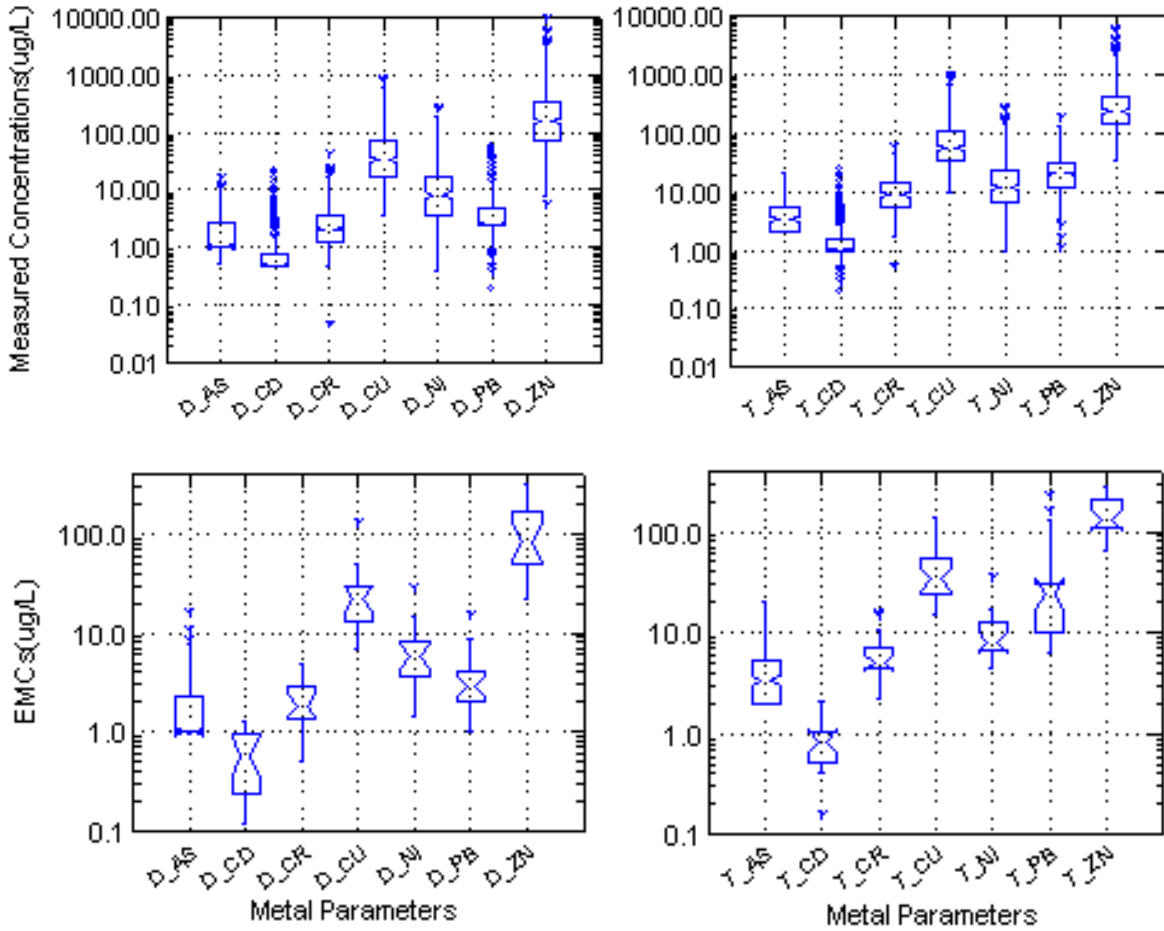 Measured Concentrations(ug/L)
10000.00
1000.00
100.00
10.00
1.00
0.10
0.01
D_AS
D_CD
D_CR
D_CU
D_NI
D_PB
D_ZN
10000.00
1000.00
100.00
10.00
1.00
0.10
0.01
T_AS
T_CD
T_CR
T_CU
T_NI
T_PB
T_ZN
EMCs(ug/L)
100.0
10.0
1.0
0.1
D_AS
D_CD
D_CR
D_CU
D_NI
D_PB
D_ZN
Metal Parameters
100.0
10.0
1.0
0.1
T_AS
T_CD
T_CR
T_CU
T_NI
T_PB
T_ZN
Metal Parameters